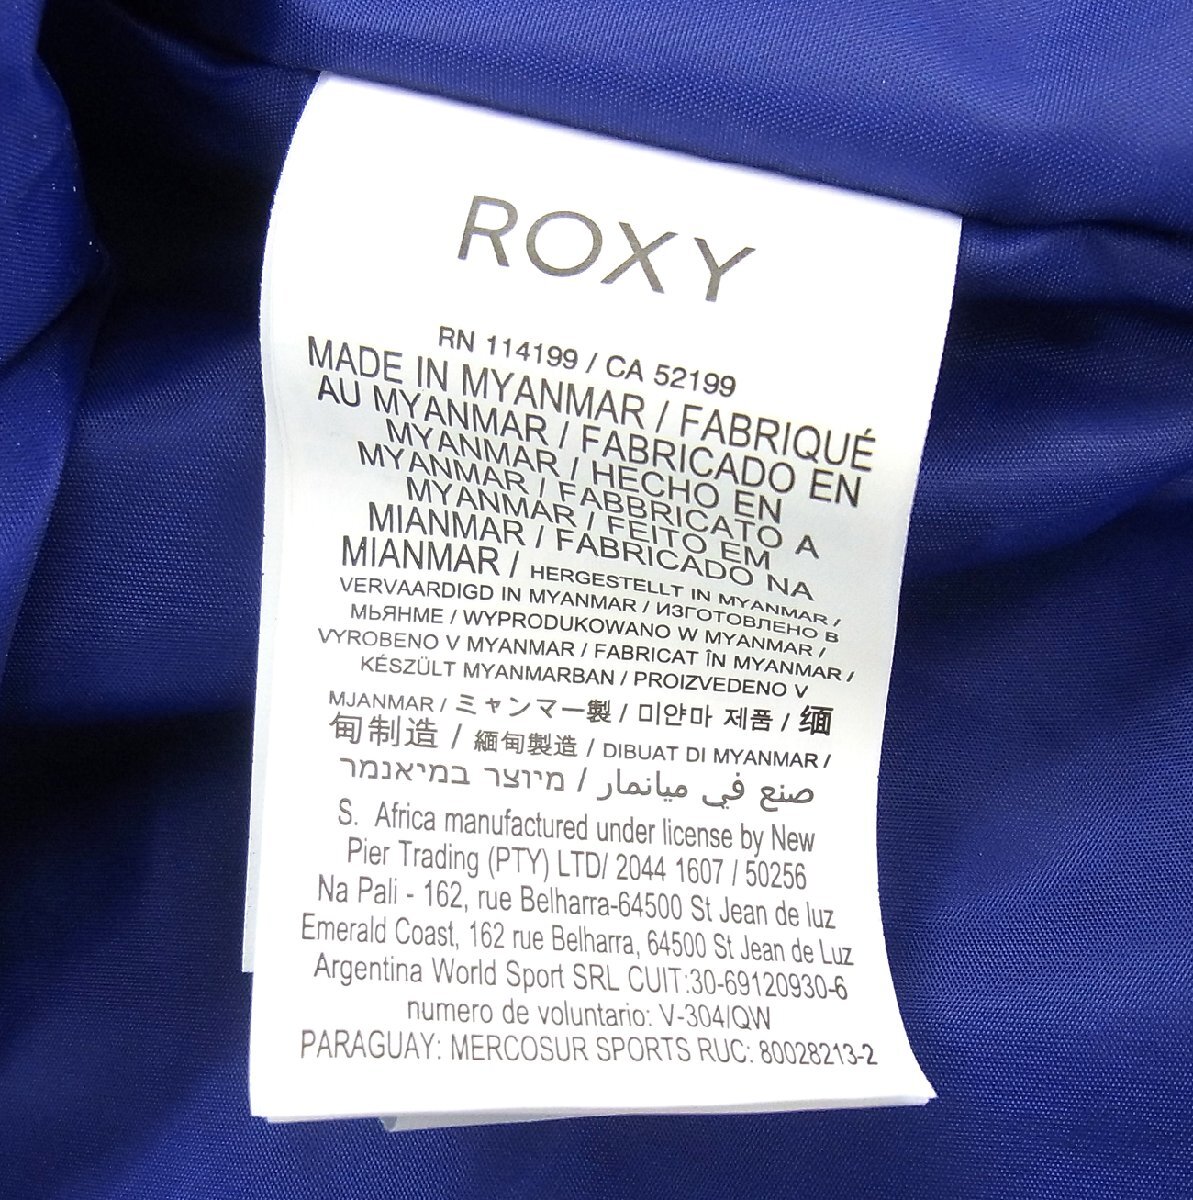 ROXY
RN 114199 / CA 52199
MADE IN MYANMAR / FABRIQUÉ
AU MYANMAR / FABRICADO EN
MYANMAR / HECHO EN
MYANMAR / FABBRICATO A
MYANMAR / FEITO EM
MIANMAR / FABRICADO NA
MIANMAR / HERGESTELLT IN MYANMAR /
VERVAARDIGD IN MYANMAR / ИЗГОТОВЛЕНО В
МЬЯНМЕ / WYPRODUKOWANO W MYANMAR /
VYROBENO V MYANMAR / FABRICAT ÎN MYANMAR /
KÉSZÜLT MYANMARBAN / PROIZVEDENO V
MJANMAR / ミャンマー製 / 미얀마 제품 / 缅
甸制造 / 緬甸製造 / DIBUAT DI MYANMAR /
صنع في ميانمار / מיוצר במיאנמר
S. Africa manufactured under license by New
Pier Trading (PTY) LTD/ 2044 1607 / 50256
Na Pali - 162, rue Belharra-64500 St Jean de luz
Emerald Coast, 162 rue Belharra, 64500 St Jean de Luz
Argentina World Sport SRL CUIT:30-69120930-6
numero de voluntario: V-304/QW
PARAGUAY: MERCOSUR SPORTS RUC: 80028213-2